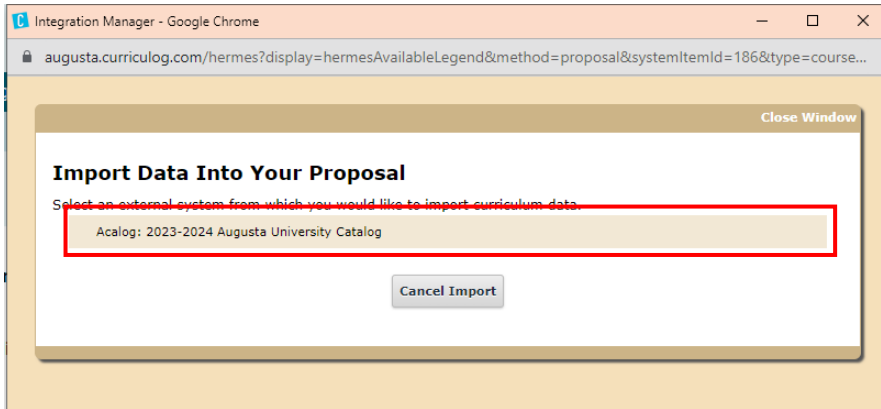 Integration Manager - Google Chrome
augusta.curriculog.com/hermes?display=hermesAvailableLegend&method=proposal&systemItemId=186&type=course...
Close Window
Import Data Into Your Proposal
Select an external system from which you would like to import curriculum data.
Acalog: 2023-2024 Augusta University Catalog
Cancel Import